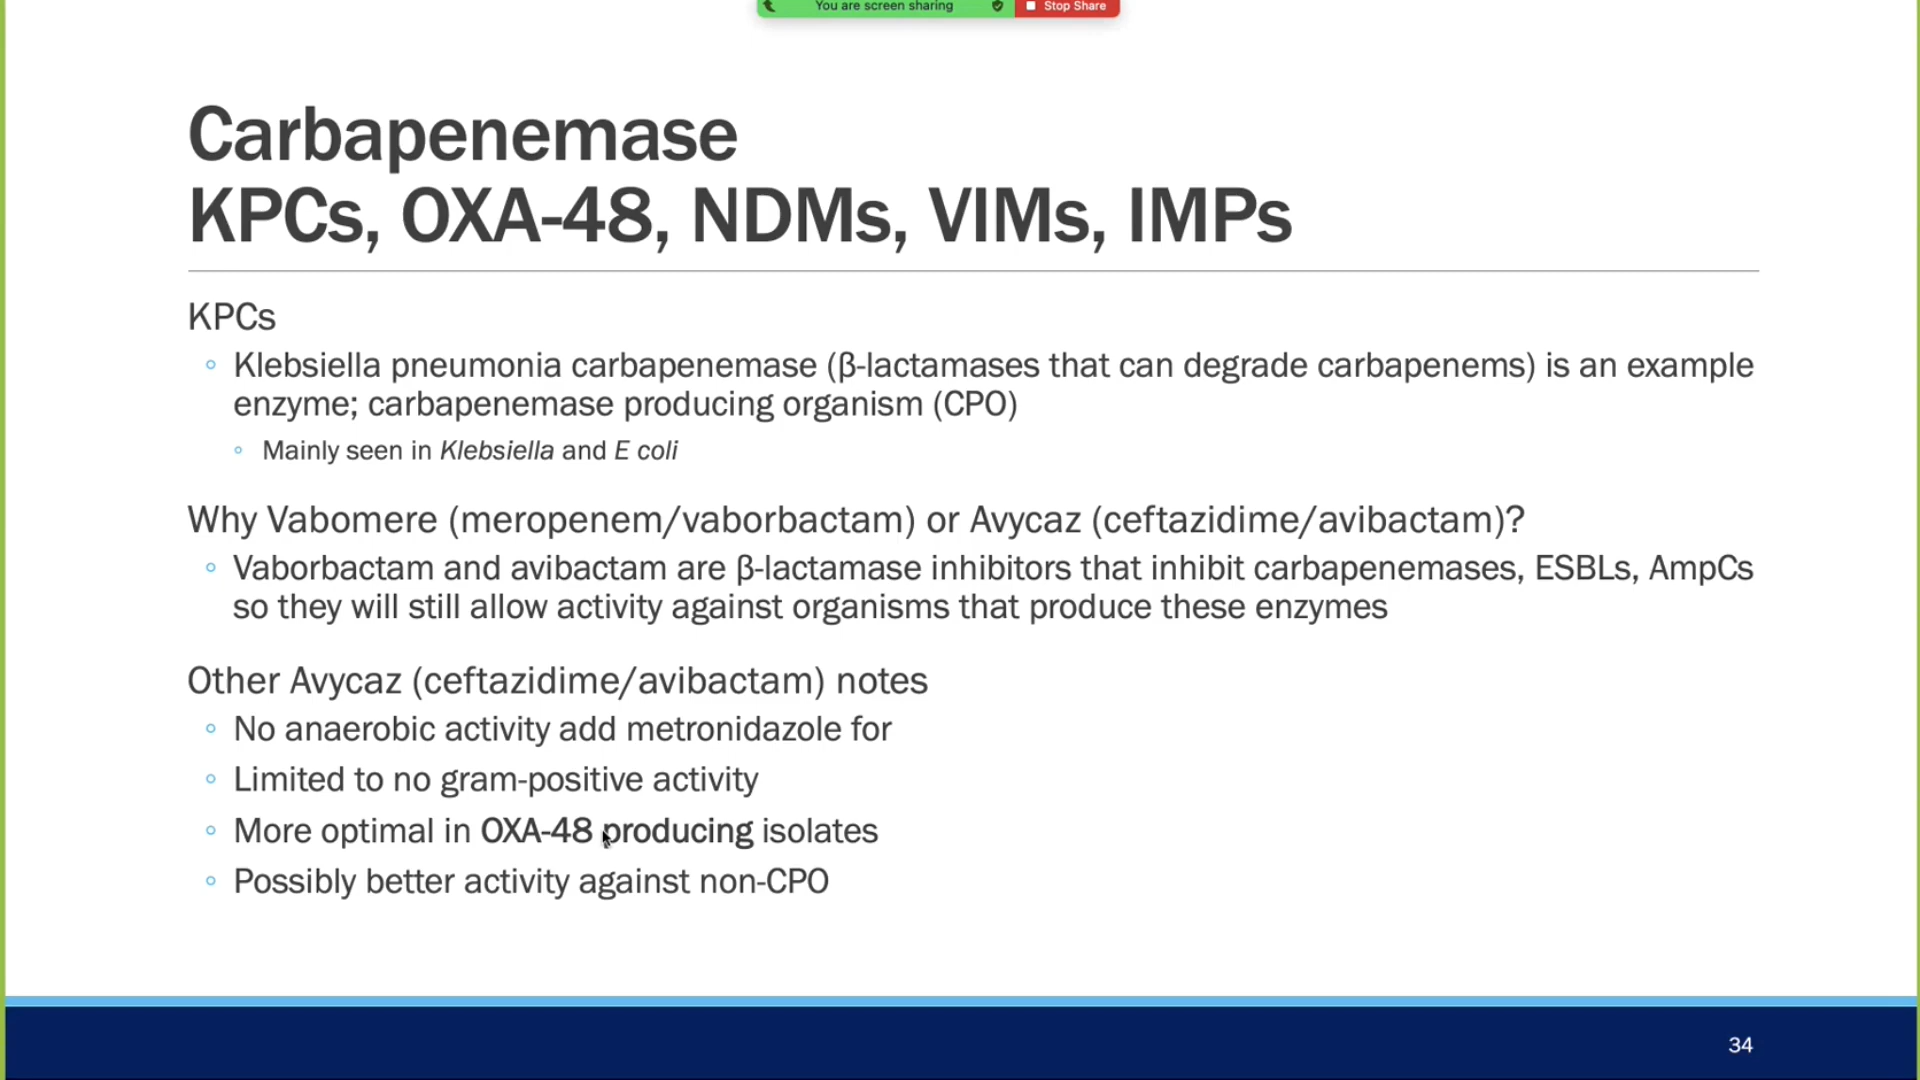 You are screen sharing
Stop Share
Carbapenemase
KPCs, OXA-48, NDMs, VIMs, IMPs
KPCs
Klebsiella pneumonia carbapenemase (β-lactamases that can degrade carbapenems) is an example
enzyme; carbapenemase producing organism (CPO)
Mainly seen in Klebsiella and E coli
Why Vabomere (meropenem/vaborbactam) or Avycaz (ceftazidime/avibactam)?
Vaborbactam and avibactam are β-lactamase inhibitors that inhibit carbapenemases, ESBLs, AmpCs
so they will still allow activity against organisms that produce these enzymes
Other Avycaz (ceftazidime/avibactam) notes
No anaerobic activity add metronidazole for
Limited to no gram-positive activity
More optimal in OXA-48 producing isolates
Possibly better activity against non-CPO
34